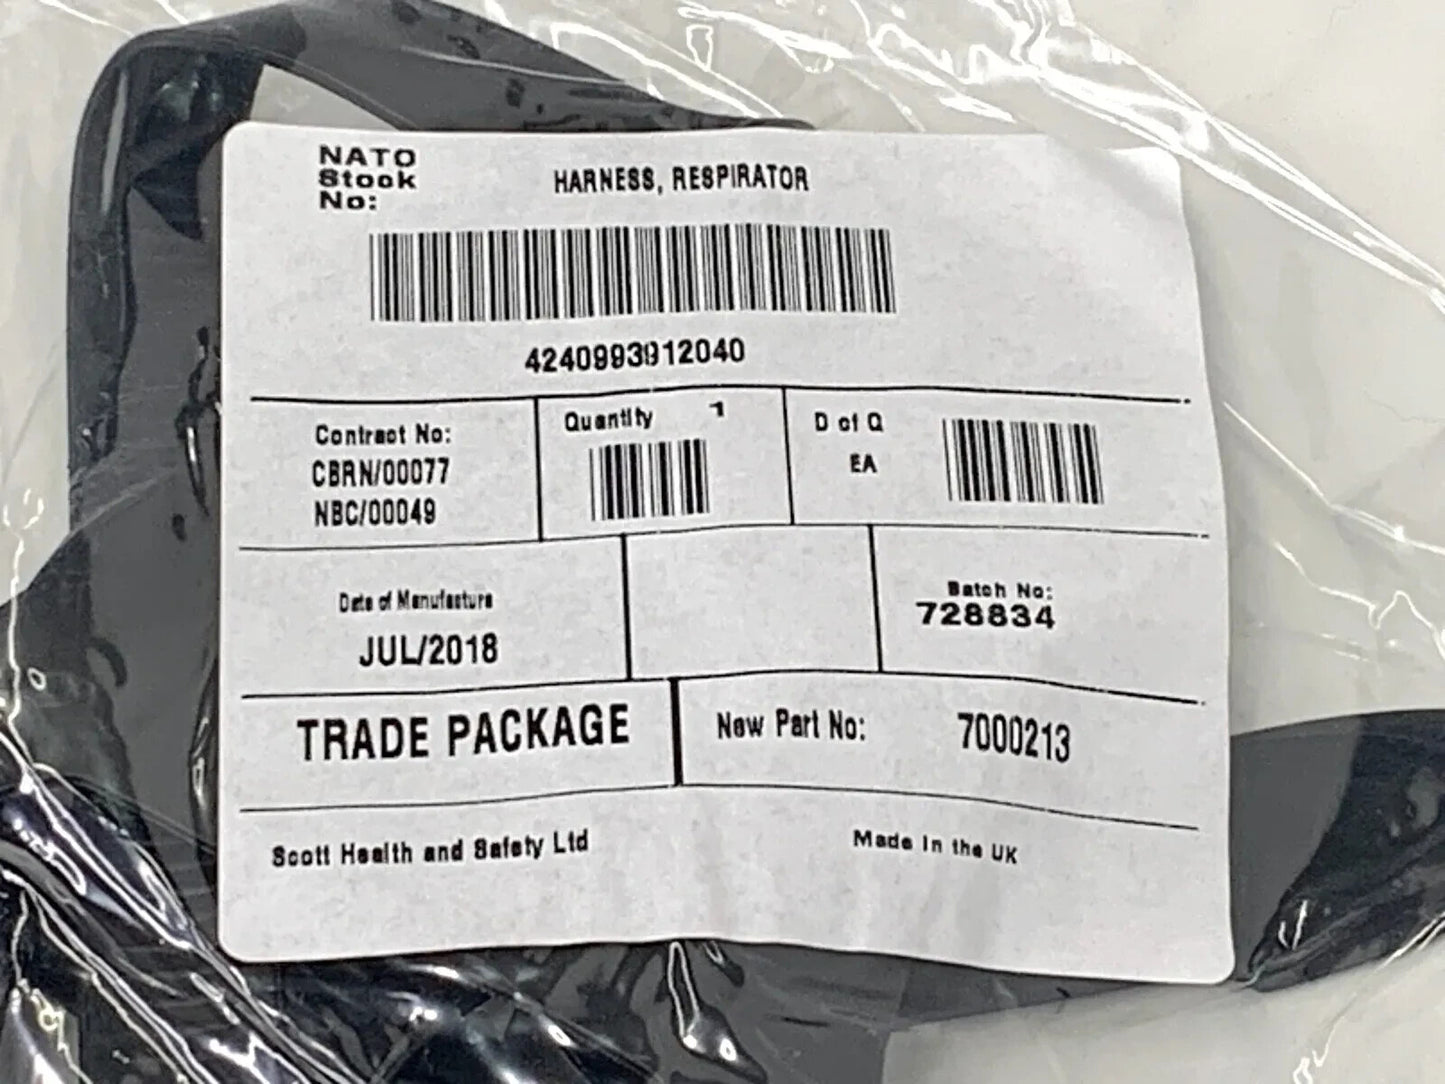 NATO
Stock
No:
HARNESS, RESPIRATOR
4240993912040
Contract No:
CBRN/00077
NBC/00049
Quantity 1
D of Q
EA
Date of Manufacture
JUL/2018
Batch No:
728834
TRADE PACKAGE
New Part No: 7000213
Scott Health and Safety Ltd
Made In the UK